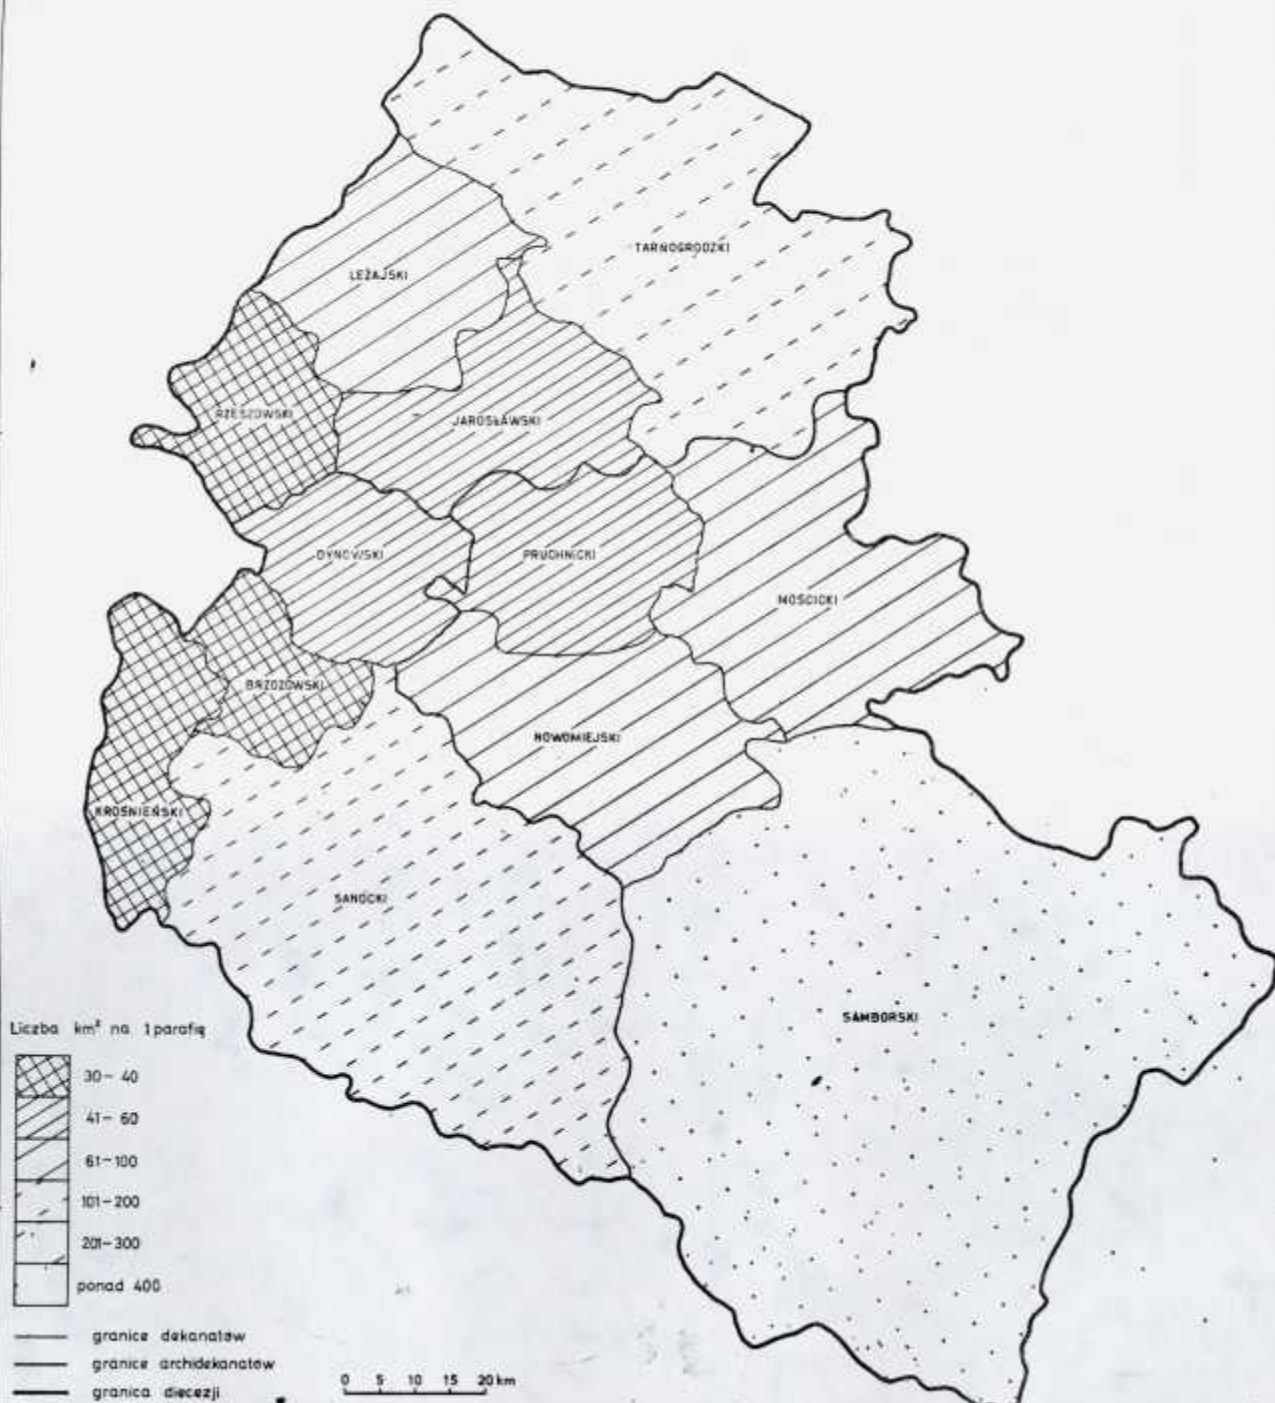 TARNOGRODZKI
LEŻAJSKI
RZESZOWSKI
JAROSŁAWSKI
DYNOWSKI
PRUCHNICKI
MOŚCICKI
BRZOZOWSKI
NOWOMIEJSKI
KROŚNIEŃSKI
SANOCKI
SAMBORSKI
Liczba km² na 1 parafię
30-40
41-60
61-100
101-200
201-300
ponad 400
granice dekanatów
granice archidekanatów
granica diecezji
0 5 10 15 20 km